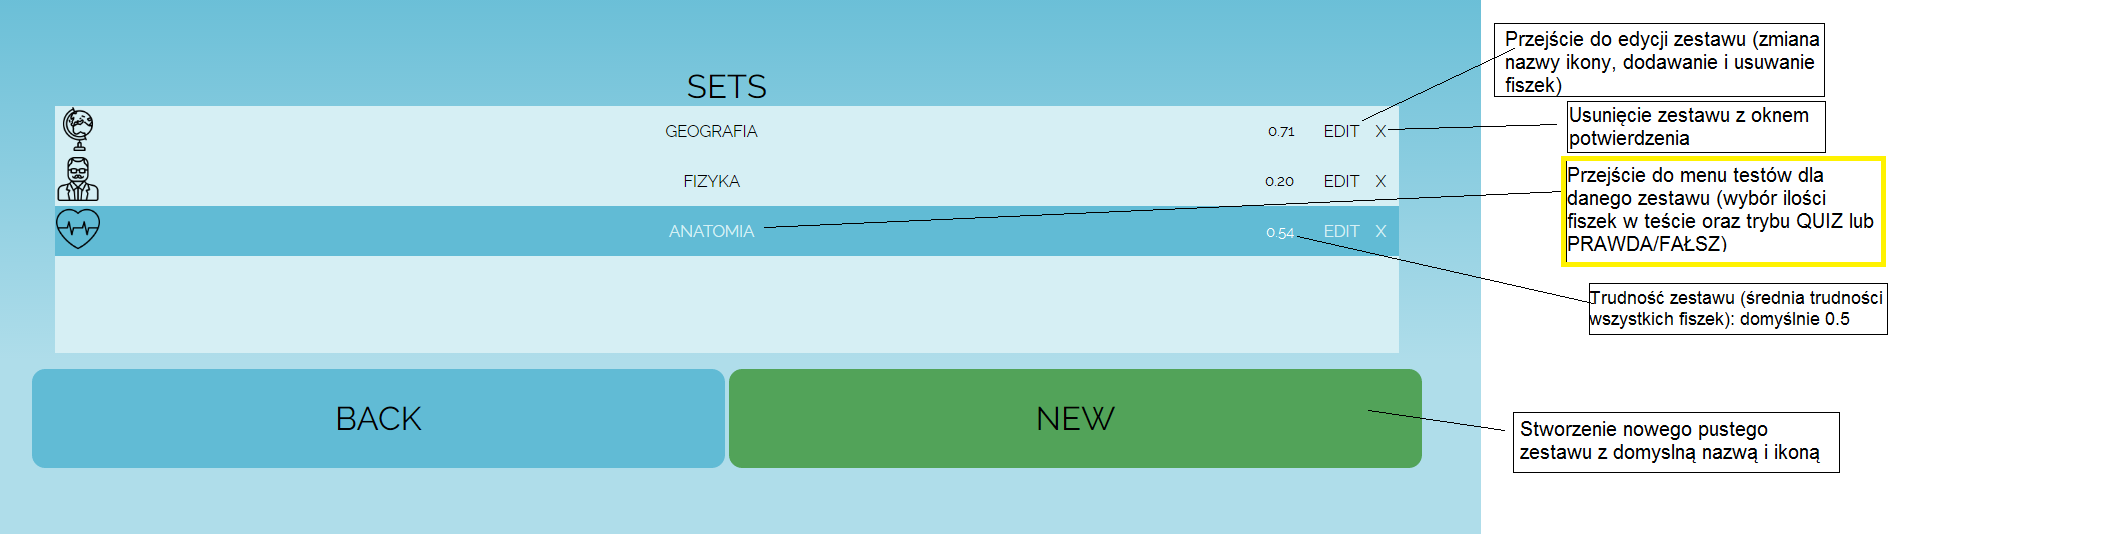 SETS
GEOGRAFIA 0.71 EDIT X
FIZYKA 0.20 EDIT X
ANATOMIA 0.54 EDIT X
BACK
NEW
Przejście do edycji zestawu (zmiana
nazwy ikony, dodawanie i usuwanie
fiszek)
Usunięcie zestawu z oknem
potwierdzenia
Przejście do menu testów dla
danego zestawu (wybór ilości
fiszek w teście oraz trybu QUIZ lub
PRAWDA/FAŁSZ)
Trudność zestawu (średnia trudności
wszystkich fiszek): domyślnie 0.5
Stworzenie nowego pustego
zestawu z domyslną nazwą i ikoną